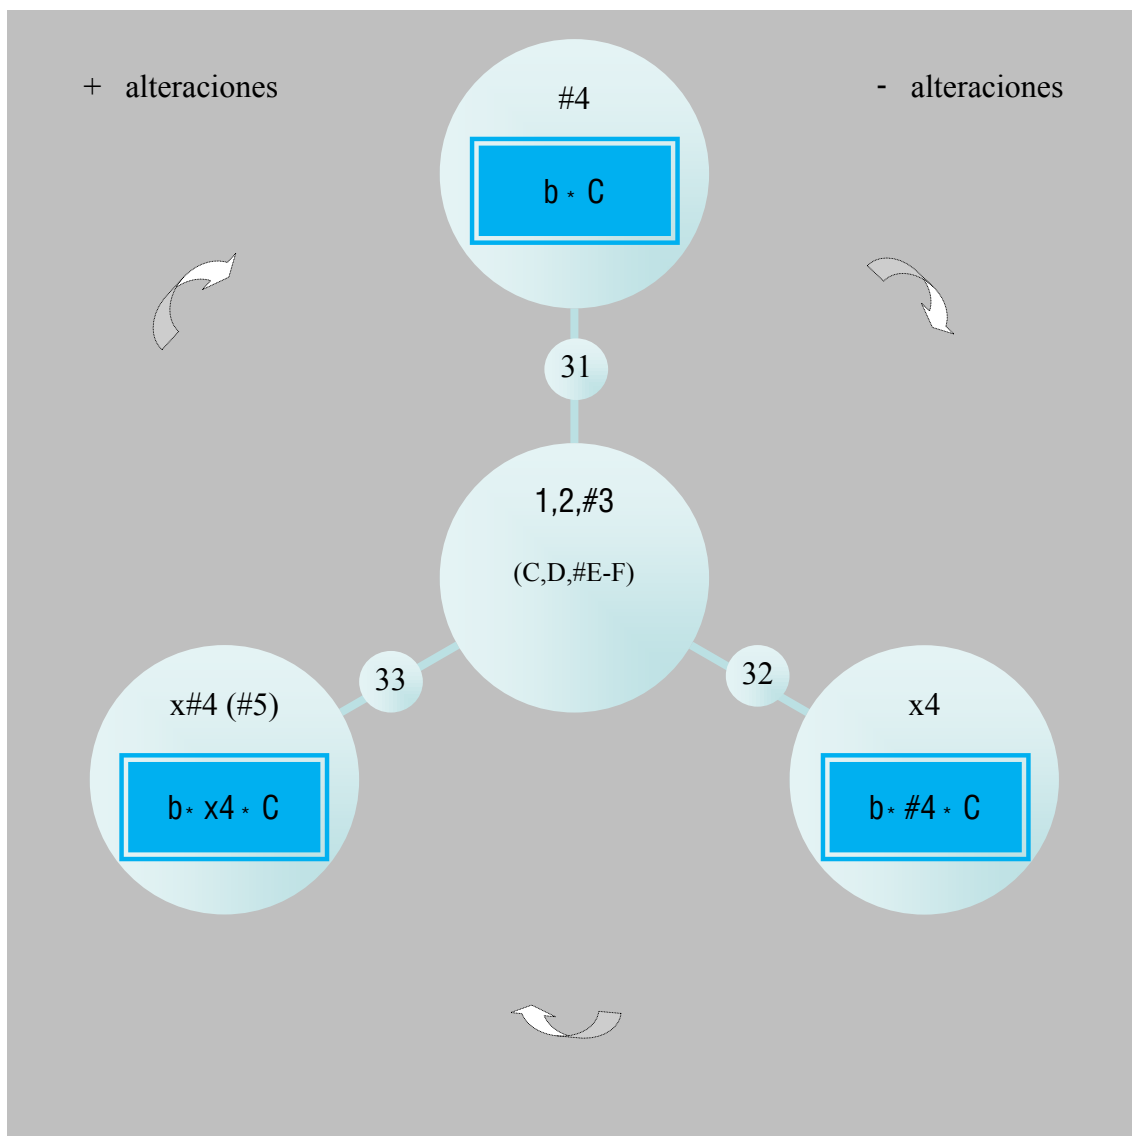 + alteraciones
- alteraciones
#4
b * C
31
1,2,#3
(C,D,#E-F)
33
32
x#4 (#5)
x4
b * x4 * C
b * #4 * C